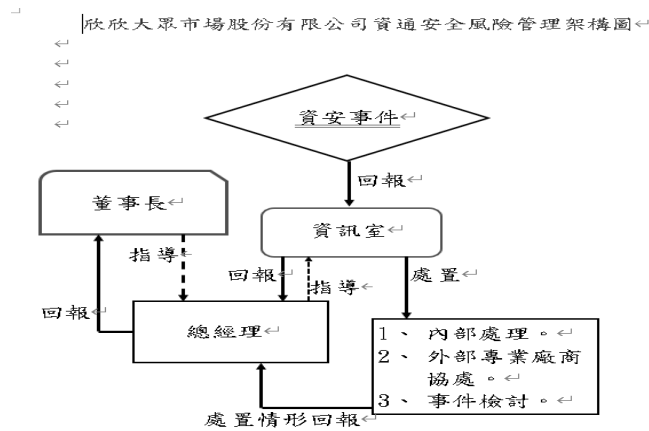 欣欣大眾市場股份有限公司資通安全風險管理架構圖
資安事件
回報
董事長
資訊室
指導
回報
指導
處置
回報
總經理
1、 內部處理。
2、 外部專業廠商
協處。
3、 事件檢討。
處置情形回報